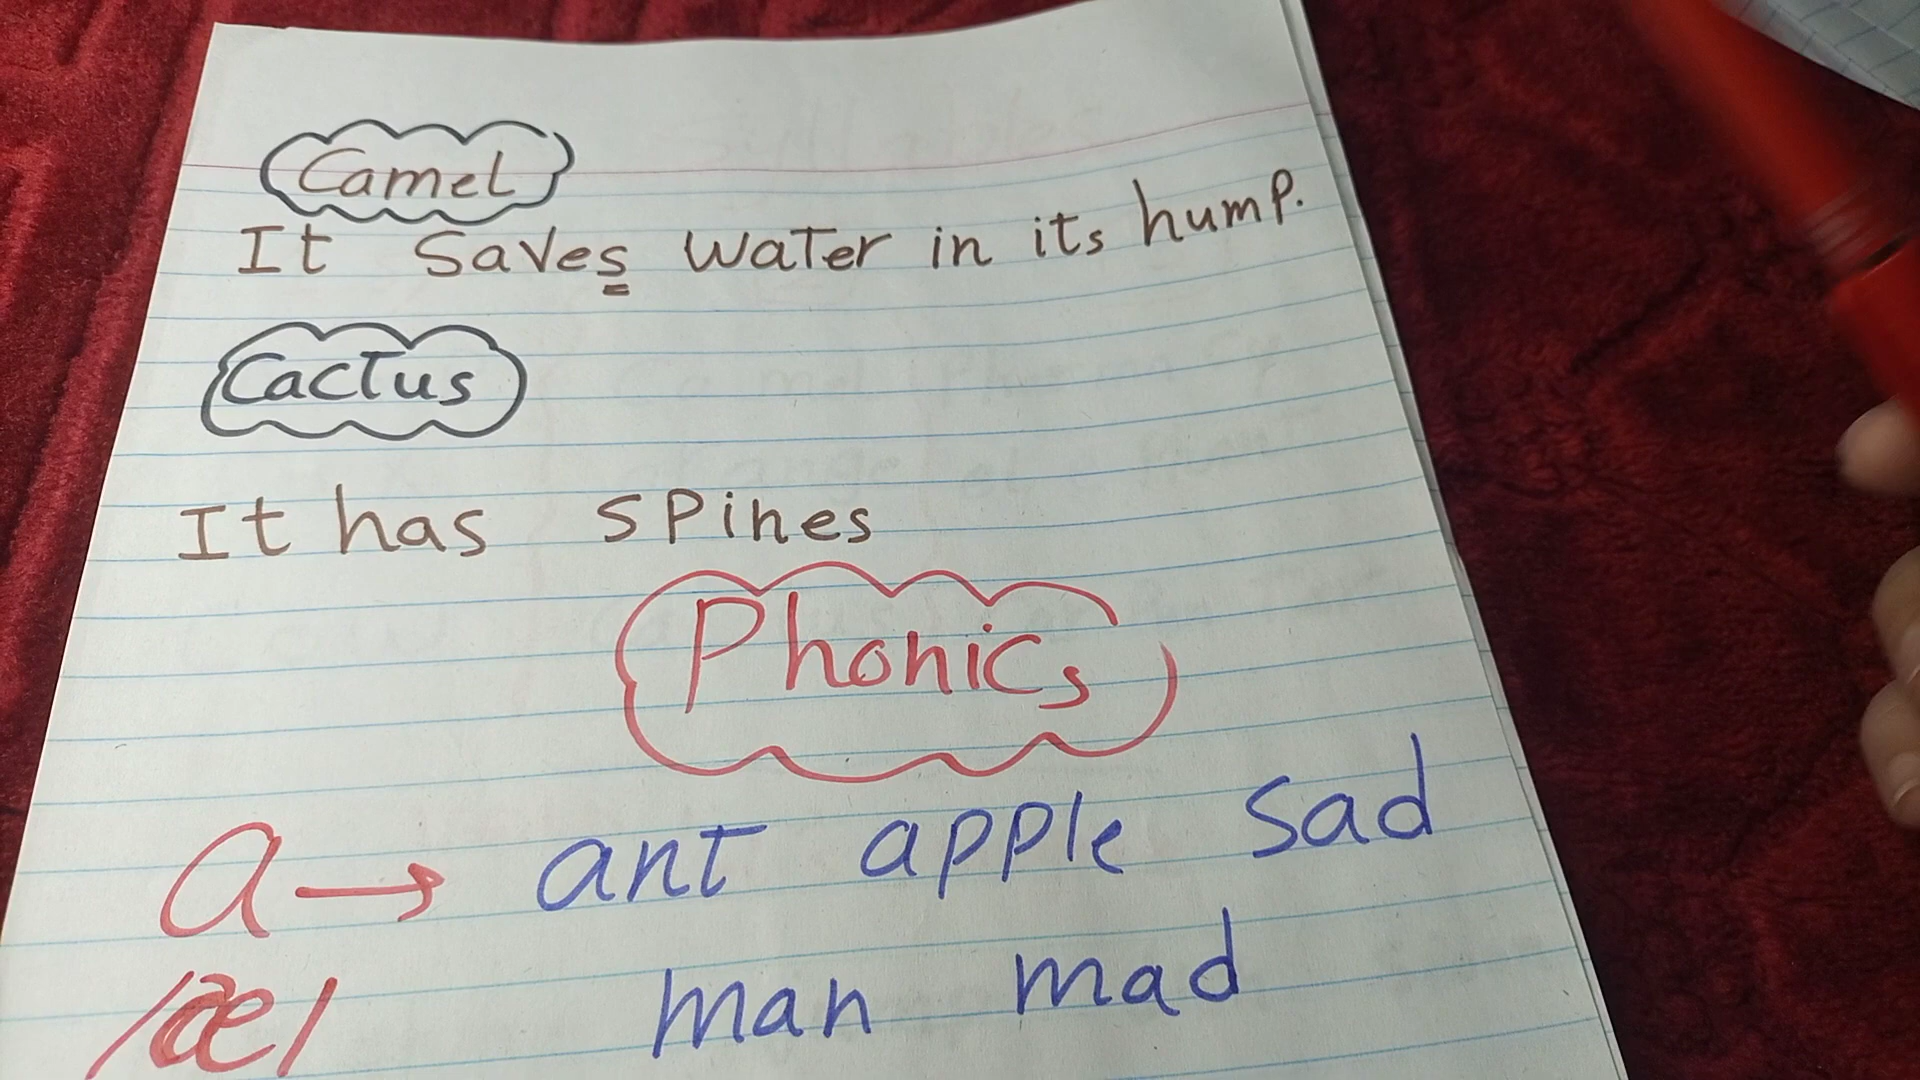 Camel
It saves water in its hump.
Cactus
It has spines
Phonics
a → ant apple sad
/æ/ man mad